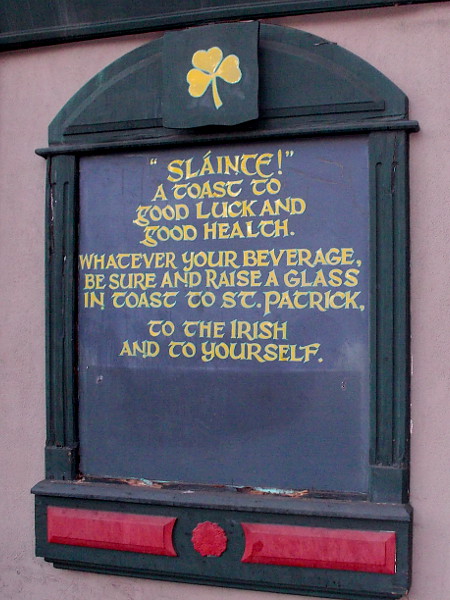 “SLÁINTE!”
A TOAST TO
GOOD LUCK AND
GOOD HEALTH.
WHATEVER YOUR BEVERAGE,
BE SURE AND RAISE A GLASS
IN TOAST TO ST. PATRICK,
TO THE IRISH
AND TO YOURSELF.